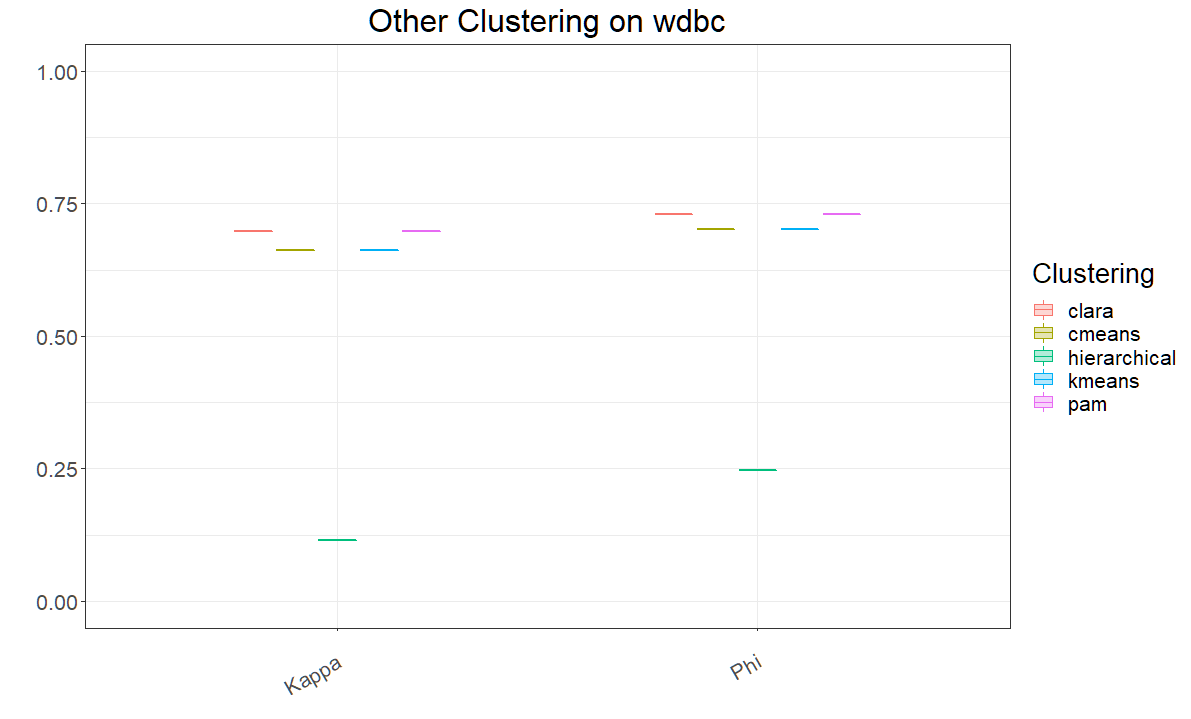 Other Clustering on wdbc
1.00
0.75
0.50
0.25
0.00
Kappa
Phi
Clustering
clara
cmeans
hierarchical
kmeans
pam